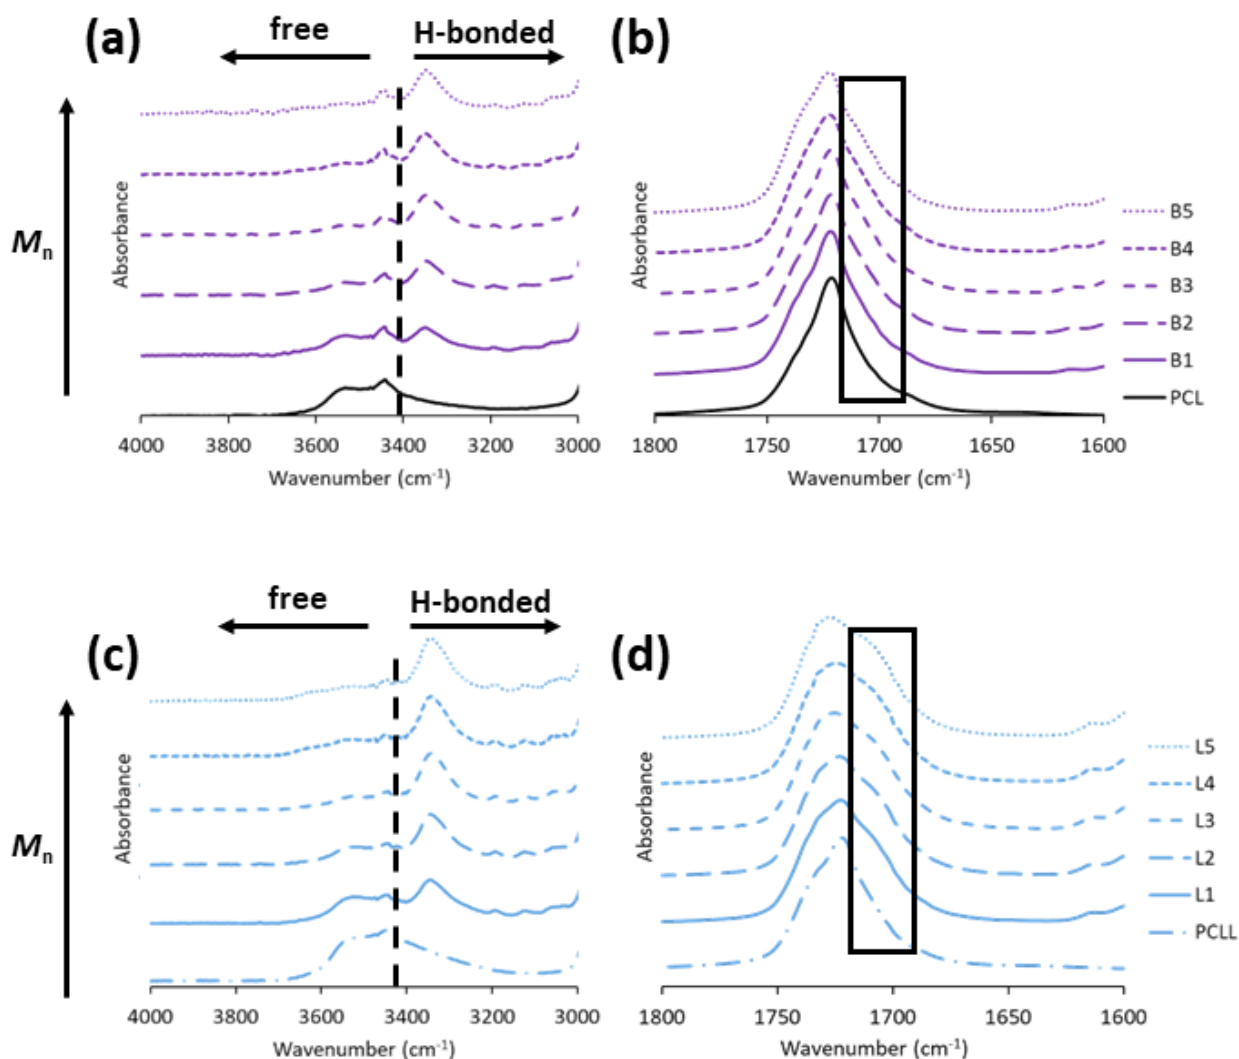 (a)
free
H-bonded
(b)
Mn
Absorbance
4000 3800 3600 3400 3200 3000
Wavenumber (cm-1)
Absorbance
1800 1750 1700 1650 1600
Wavenumber (cm-1)
B5
B4
B3
B2
B1
PCL
(c)
free
H-bonded
(d)
Mn
Absorbance
4000 3800 3600 3400 3200 3000
Wavenumber (cm-1)
Absorbance
1800 1750 1700 1650 1600
Wavenumber (cm-1)
L5
L4
L3
L2
L1
PCLL